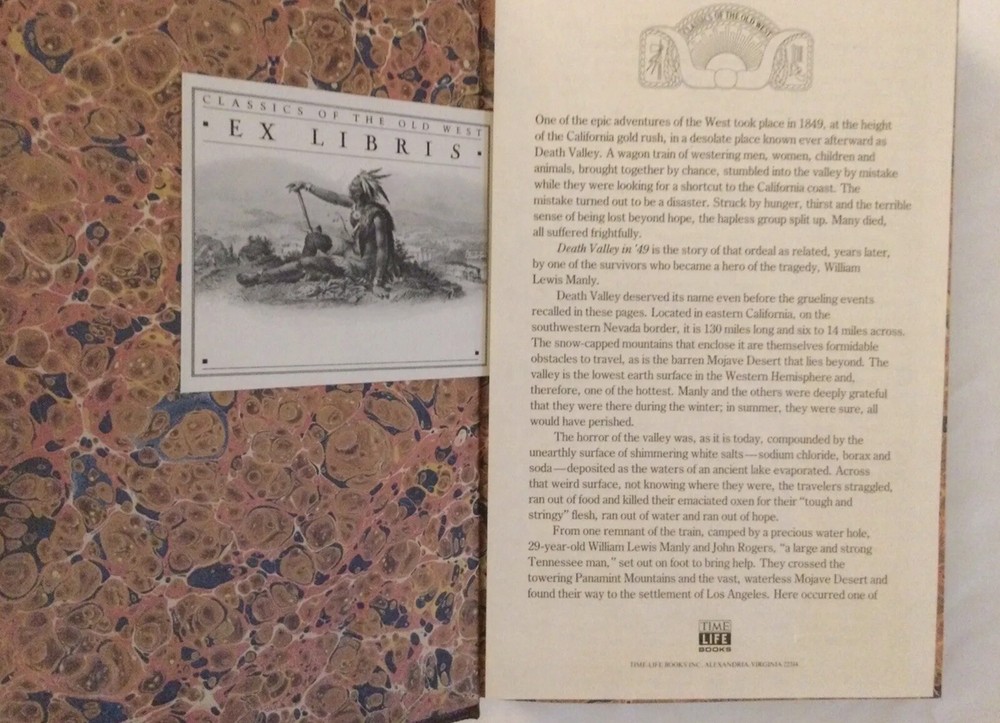 CLASSICS OF THE OLD WEST
EX LIBRIS
CLASSICS OF THE OLD WEST
One of the epic adventures of the West took place in 1849, at the height
of the California gold rush, in a desolate place known ever afterward as
Death Valley. A wagon train of westering men, women, children and
animals, brought together by chance, stumbled into the valley by mistake
while they were looking for a shortcut to the California coast. The
mistake turned out to be a disaster. Struck by hunger, thirst and the terrible
sense of being lost beyond hope, the hapless group split up. Many died,
all suffered frightfully.
Death Valley in '49 is the story of that ordeal as related, years later,
by one of the survivors who became a hero of the tragedy, William
Lewis Manly.
Death Valley deserved its name even before the grueling events
recalled in these pages. Located in eastern California, on the
southwestern Nevada border, it is 130 miles long and six to 14 miles across.
The snow-capped mountains that enclose it are themselves formidable
obstacles to travel, as is the barren Mojave Desert that lies beyond. The
valley is the lowest earth surface in the Western Hemisphere and,
therefore, one of the hottest. Manly and the others were deeply grateful
that they were there during the winter; in summer, they were sure, all
would have perished.
The horror of the valley was, as it is today, compounded by the
unearthly surface of shimmering white salts—sodium chloride, borax and
soda—deposited as the waters of an ancient lake evaporated. Across
that weird surface, not knowing where they were, the travelers straggled,
ran out of food and killed their emaciated oxen for their "tough and
stringy" flesh, ran out of water and ran out of hope.
From one remnant of the train, camped by a precious water hole,
29-year-old William Lewis Manly and John Rogers, "a large and strong
Tennessee man," set out on foot to bring help. They crossed the
towering Panamint Mountains and the vast, waterless Mojave Desert and
found their way to the settlement of Los Angeles. Here occurred one of
TIME
LIFE
BOOKS
TIME-LIFE BOOKS INC. ALEXANDRIA, VIRGINIA 22314